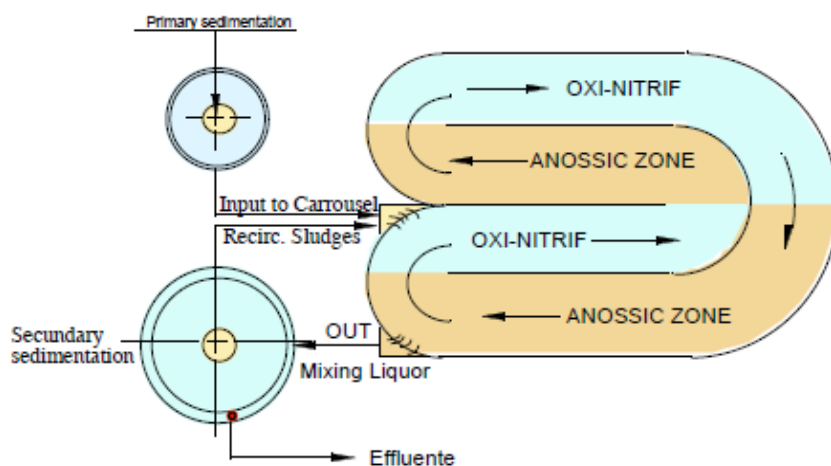 Primary sedimentation
OXI-NITRIF
ANOSSIC ZONE
Input to Carrousel
Recirc. Sludges
OXI-NITRIF
ANOSSIC ZONE
OUT
Secundary
sedimentation
Mixing Liquor
Effluente